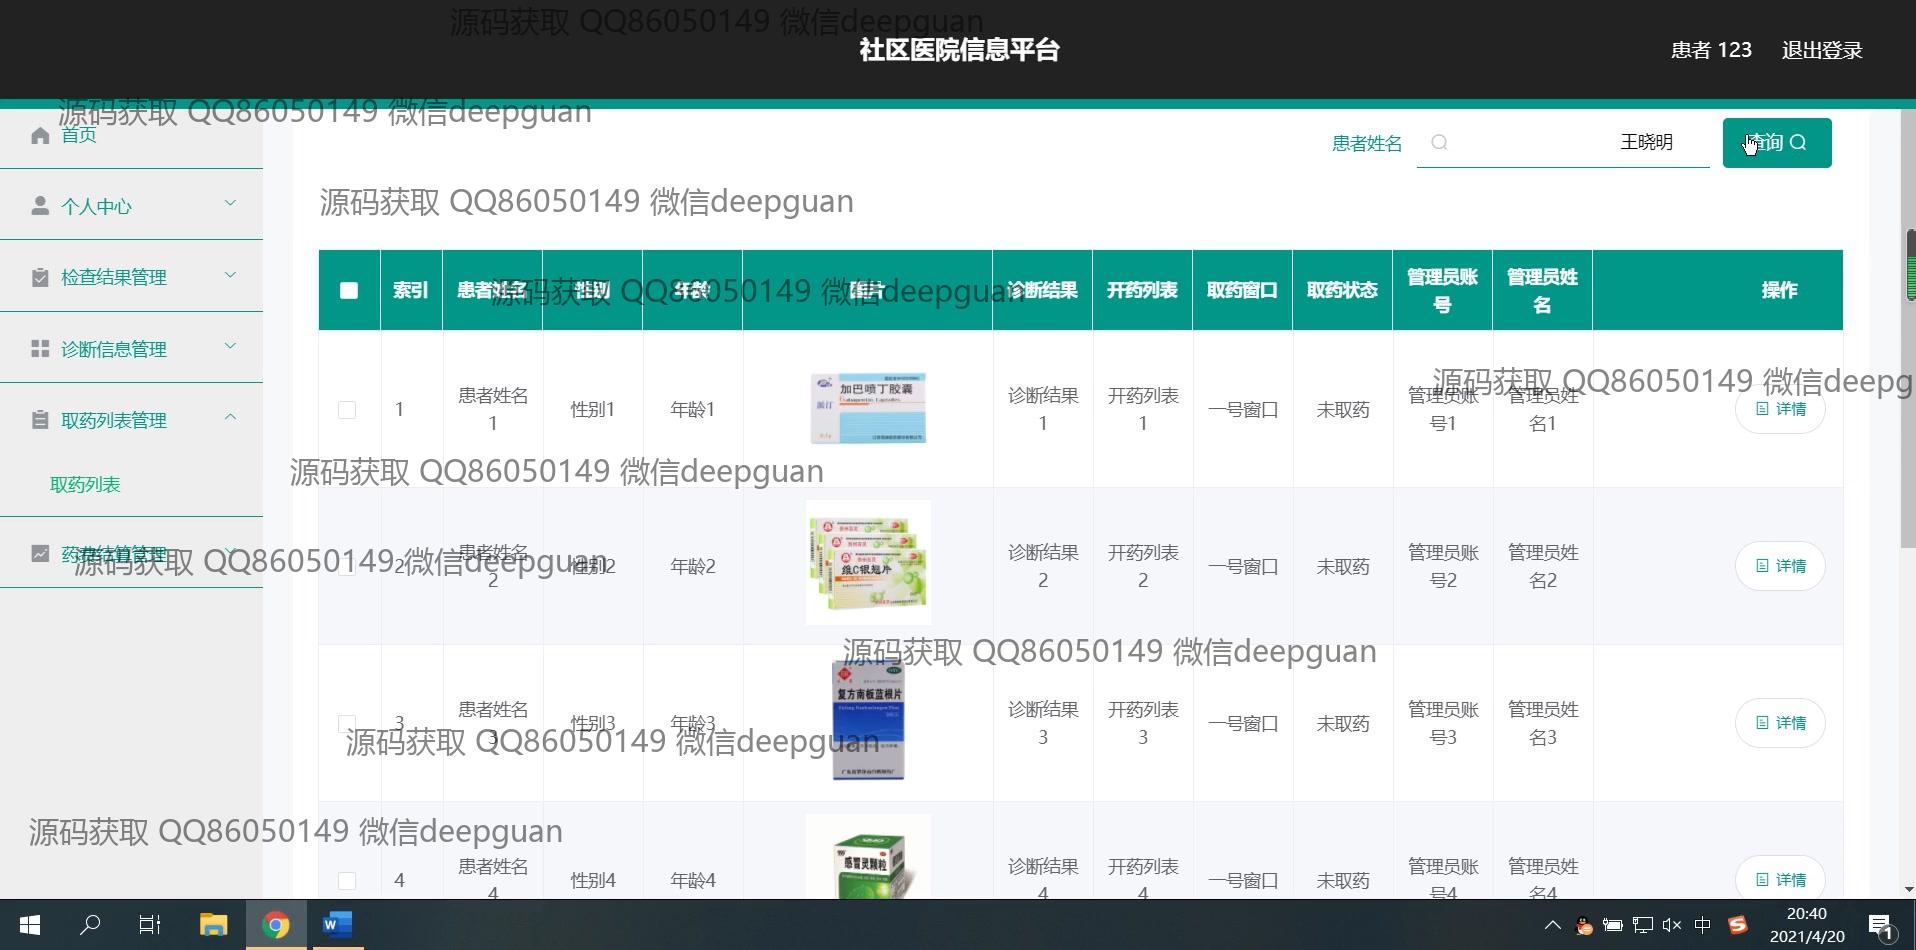 源码获取 QQ86050149 微信deepguan
社区医院信息平台
患者 123 退出登录
源码获取 QQ86050149 微信deepguan
首页
患者姓名 王晓明 查询
个人中心
源码获取 QQ86050149 微信deepguan
检查结果管理
索引 患者姓名 性别 年龄 图片 诊断结果 开药列表 取药窗口 取药状态 管理员账号 管理员姓名 操作
源码获取 QQ86050149 微信deepguan
诊断信息管理
源码获取 QQ86050149 微信deepg
1 患者姓名1 性别1 年龄1 诊断结果1 开药列表1 一号窗口 未取药 管理员账号1 管理员姓名1 详情
加巴喷丁胶囊
Gabapentin Capsules
取药列表管理
源码获取 QQ86050149 微信deepguan
取药列表
2 患者姓名2 性别2 年龄2 诊断结果2 开药列表2 一号窗口 未取药 管理员账号2 管理员姓名2 详情
维C银翘片
药费结算管理
源码获取 QQ86050149 微信deepguan
源码获取 QQ86050149 微信deepguan
3 患者姓名3 性别3 年龄3 诊断结果3 开药列表3 一号窗口 未取药 管理员账号3 管理员姓名3 详情
复方南板蓝根片
源码获取 QQ86050149 微信deepguan
源码获取 QQ86050149 微信deepguan
4 患者姓名4 性别4 年龄4 诊断结果4 开药列表4 一号窗口 未取药 管理员账号4 管理员姓名4 详情
999
感冒灵颗粒
中
20:40
2021/4/20
1